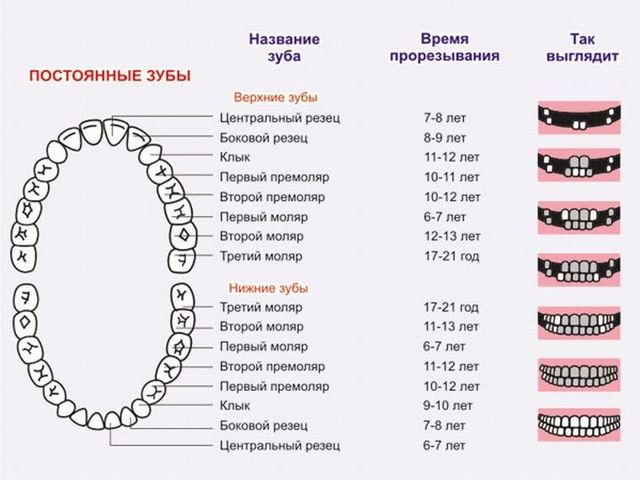 Название
зуба
Время
прорезывания
Так
выглядит
ПОСТОЯННЫЕ ЗУБЫ
Верхние зубы
Центральный резец 7-8 лет
Боковой резец 8-9 лет
Клык 11-12 лет
Первый премоляр 10-11 лет
Второй премоляр 10-12 лет
Первый моляр 6-7 лет
Второй моляр 12-13 лет
Третий моляр 17-21 год
Нижние зубы
Третий моляр 17-21 год
Второй моляр 11-13 лет
Первый моляр 6-7 лет
Второй премоляр 11-12 лет
Первый премоляр 10-12 лет
Клык 9-10 лет
Боковой резец 7-8 лет
Центральный резец 6-7 лет